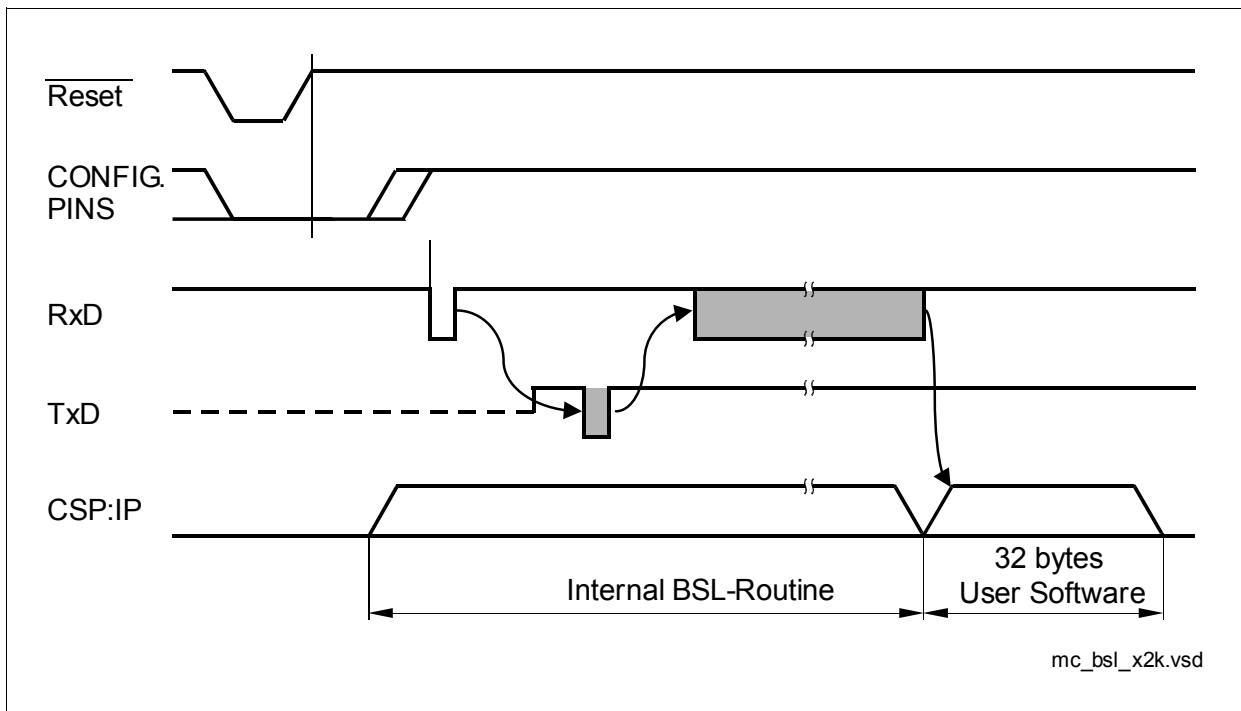 Reset
CONFIG.
PINS
RxD
TxD
CSP:IP
Internal BSL-Routine
32 bytes
User Software
mc_bsl_x2k.vsd